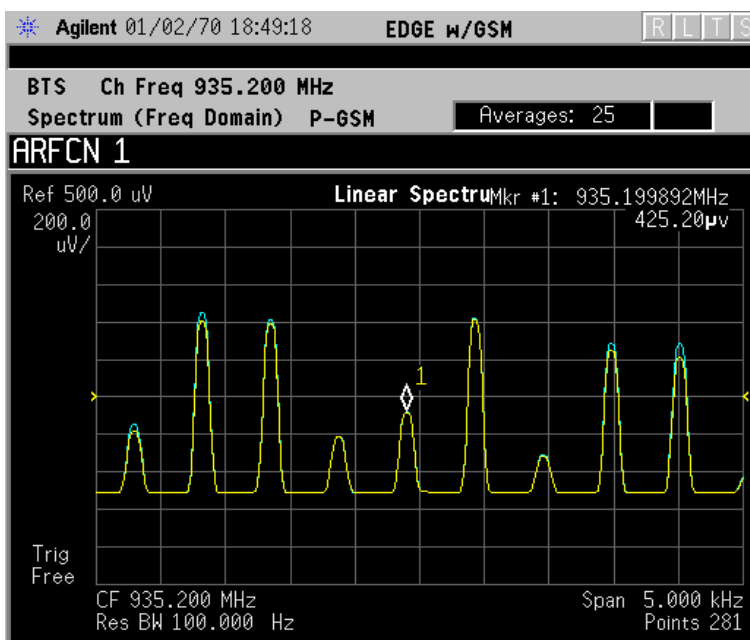 Agilent 01/02/70 18:49:18 EDGE w/GSM R L T S
BTS Ch Freq 935.200 MHz
Spectrum (Freq Domain) P-GSM Averages: 25
ARFCN 1
Ref 500.0 uV Linear SpectruMkr #1: 935.199892MHz
200.0 425.20µv
uV/
1
Trig
Free
CF 935.200 MHz Span 5.000 kHz
Res BW 100.000 Hz Points 281